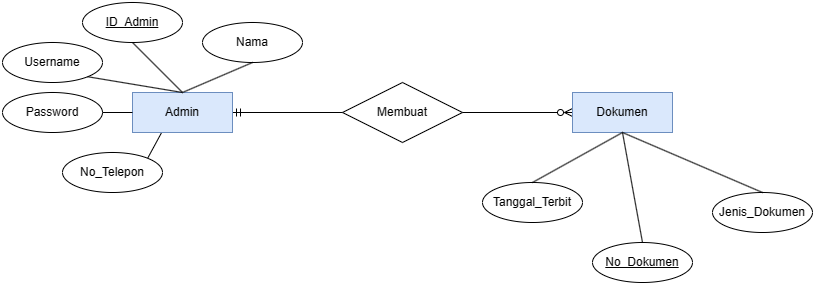 ID_Admin
Nama
Username
Password
Admin
Membuat
Dokumen
No_Telepon
Tanggal_Terbit
Jenis_Dokumen
No_Dokumen